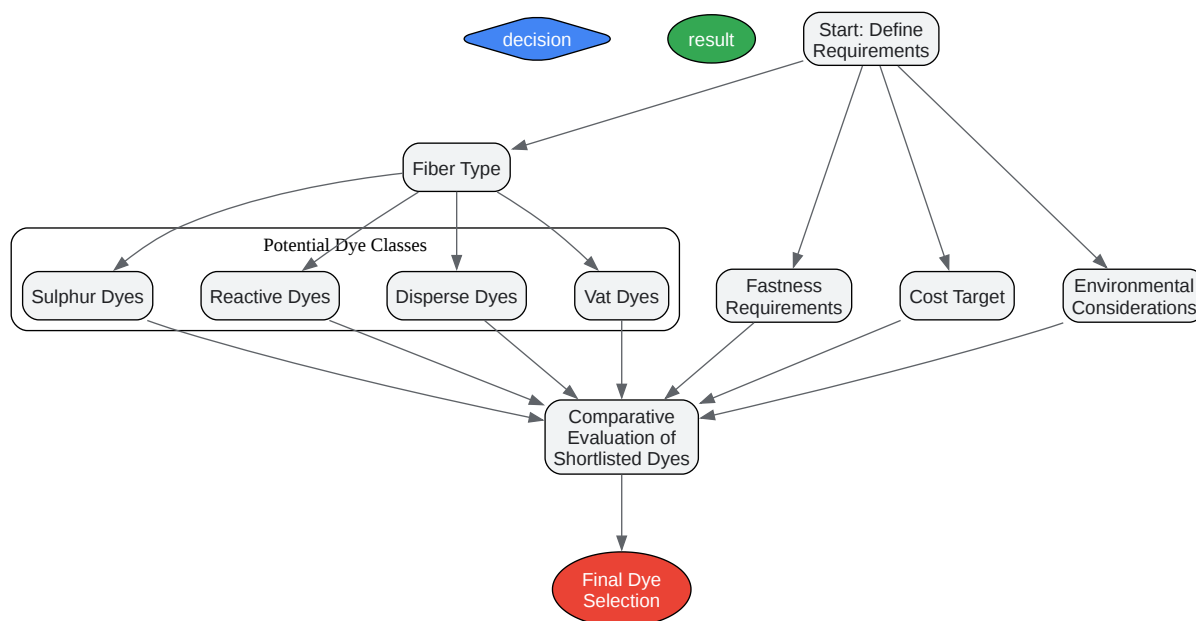 decision
result
Start: Define
Requirements
Fiber Type
Potential Dye Classes
Sulphur Dyes
Reactive Dyes
Disperse Dyes
Vat Dyes
Fastness
Requirements
Cost Target
Environmental
Considerations
Comparative
Evaluation of
Shortlisted Dyes
Final Dye
Selection